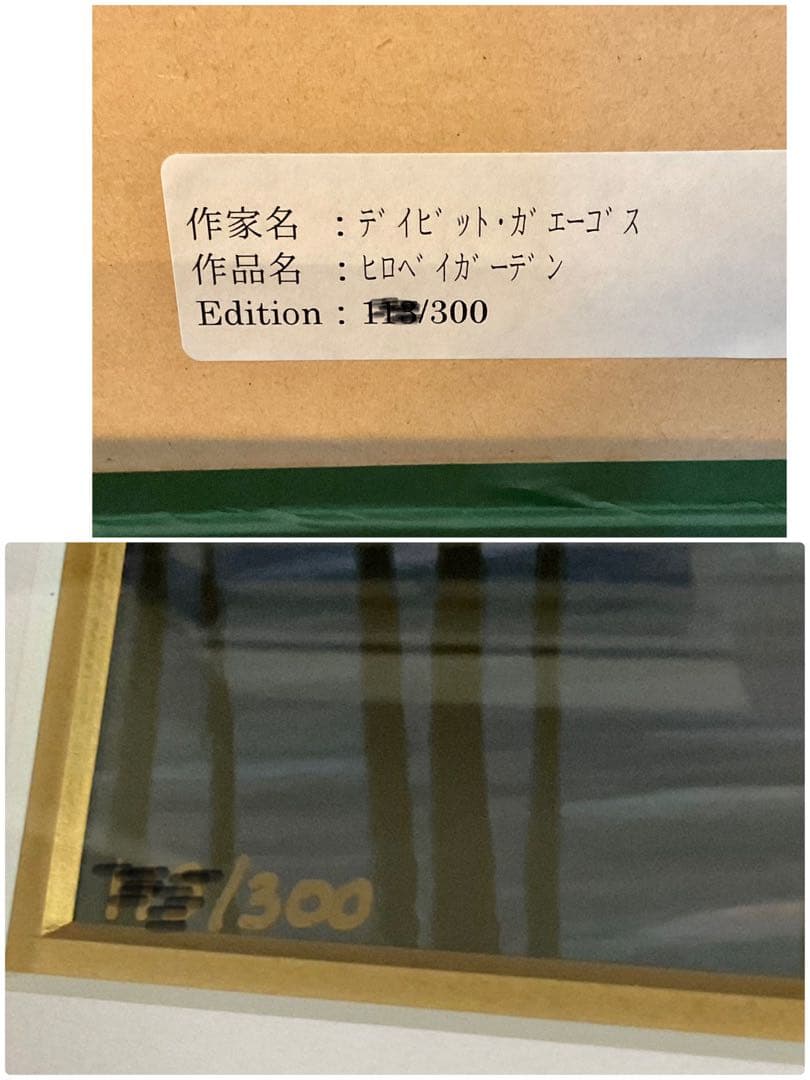 作家名 : ﾃﾞｲﾋﾞｯﾄ・ｶﾞｴｰｺﾞｽ
作品名 : ﾋﾛﾍﾞｲｶﾞｰﾃﾞﾝ
Edition : /300
/300